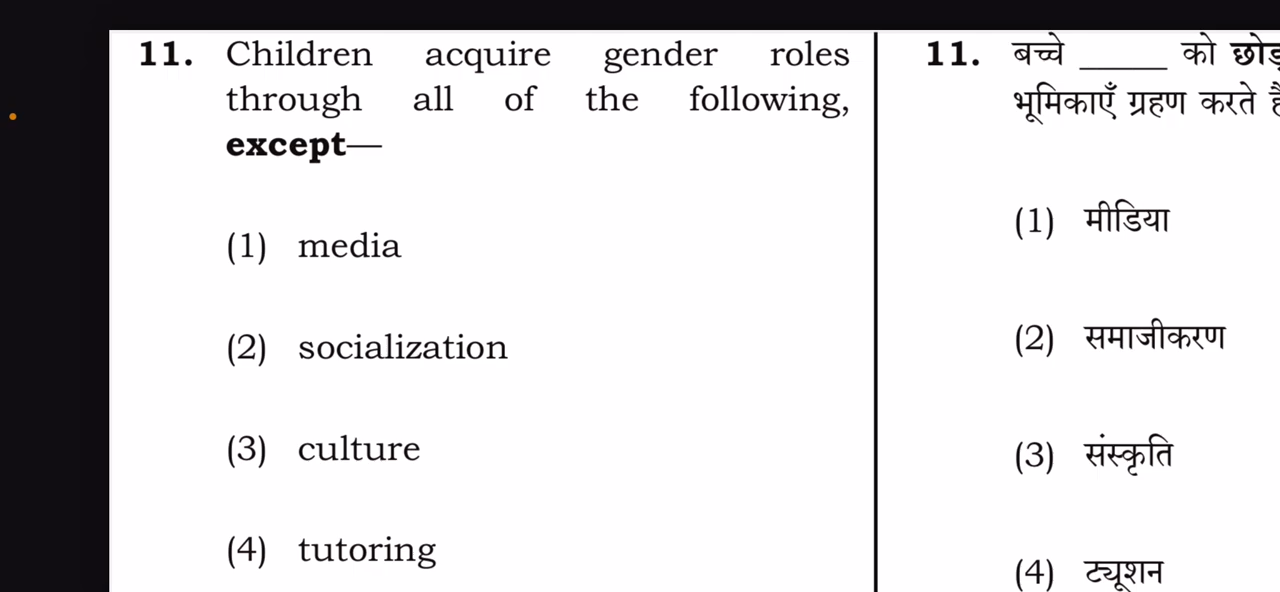 11. Children acquire gender roles
through all of the following,
except—
(1) media
(2) socialization
(3) culture
(4) tutoring
11. बच्चे _____ को
भूमिकाएँ ग्रहण करते
(1) मीडिया
(2) समाजीकरण
(3) संस्कृति
(4) ट्यूशन